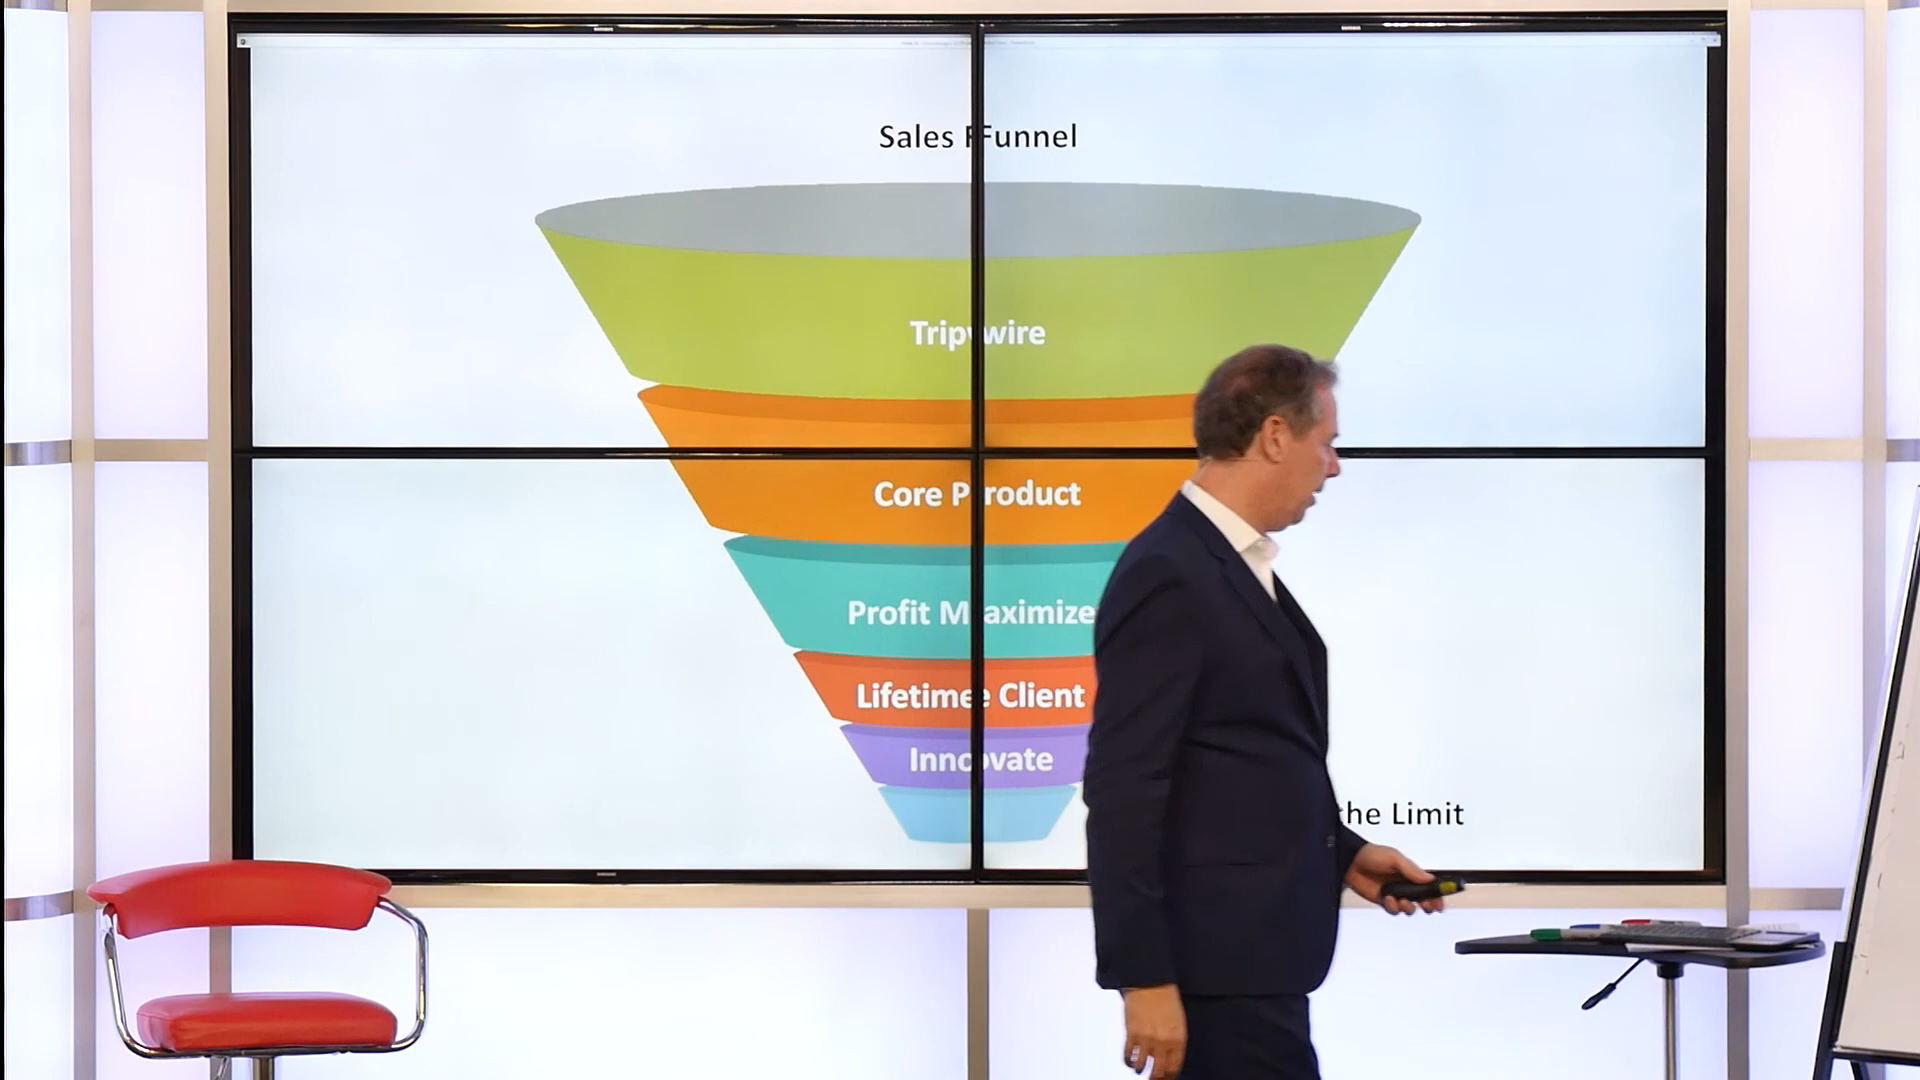 Sales Funnel
Tripwire
Core Product
Profit Maximize
Lifetime Client
Innovate
the Limit